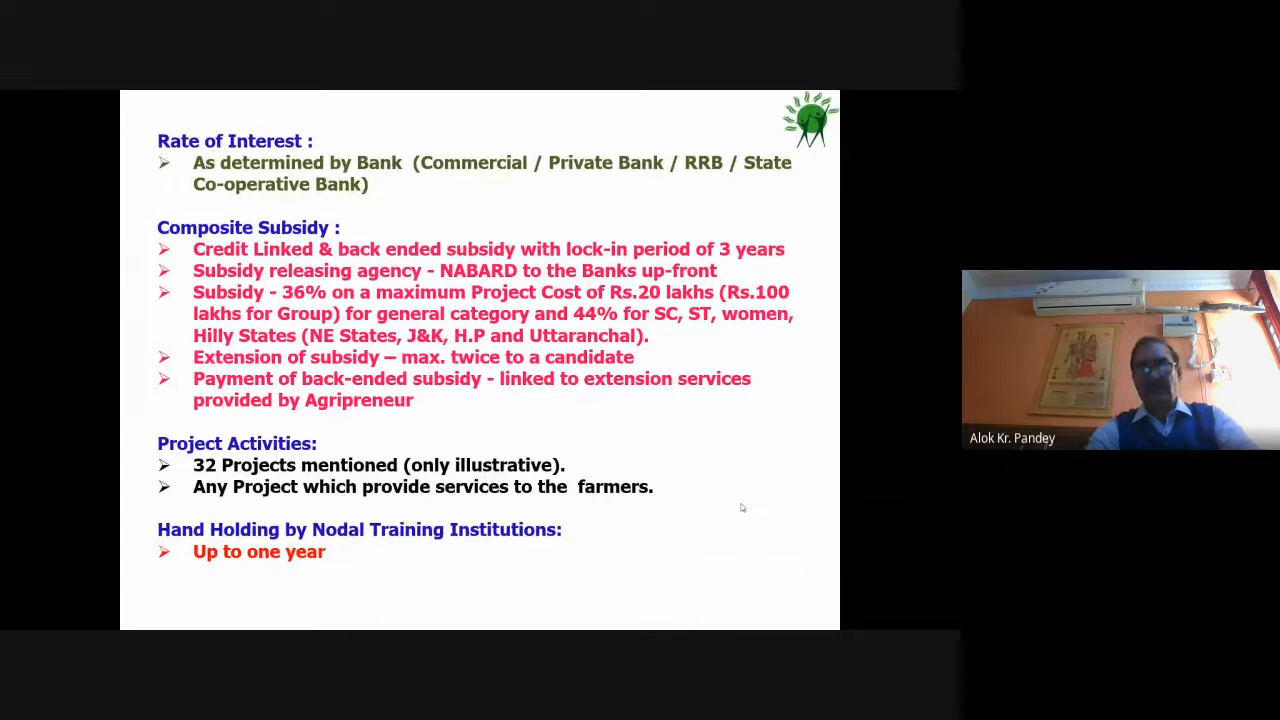 Rate of Interest :
➢ As determined by Bank (Commercial / Private Bank / RRB / State
Co-operative Bank)
Composite Subsidy :
➢ Credit Linked & back ended subsidy with lock-in period of 3 years
➢ Subsidy releasing agency - NABARD to the Banks up-front
➢ Subsidy - 36% on a maximum Project Cost of Rs.20 lakhs (Rs.100
lakhs for Group) for general category and 44% for SC, ST, women,
Hilly States (NE States, J&K, H.P and Uttaranchal).
➢ Extension of subsidy – max. twice to a candidate
➢ Payment of back-ended subsidy - linked to extension services
provided by Agripreneur
Project Activities:
➢ 32 Projects mentioned (only illustrative).
➢ Any Project which provide services to the farmers.
Hand Holding by Nodal Training Institutions:
➢ Up to one year
Alok Kr. Pandey